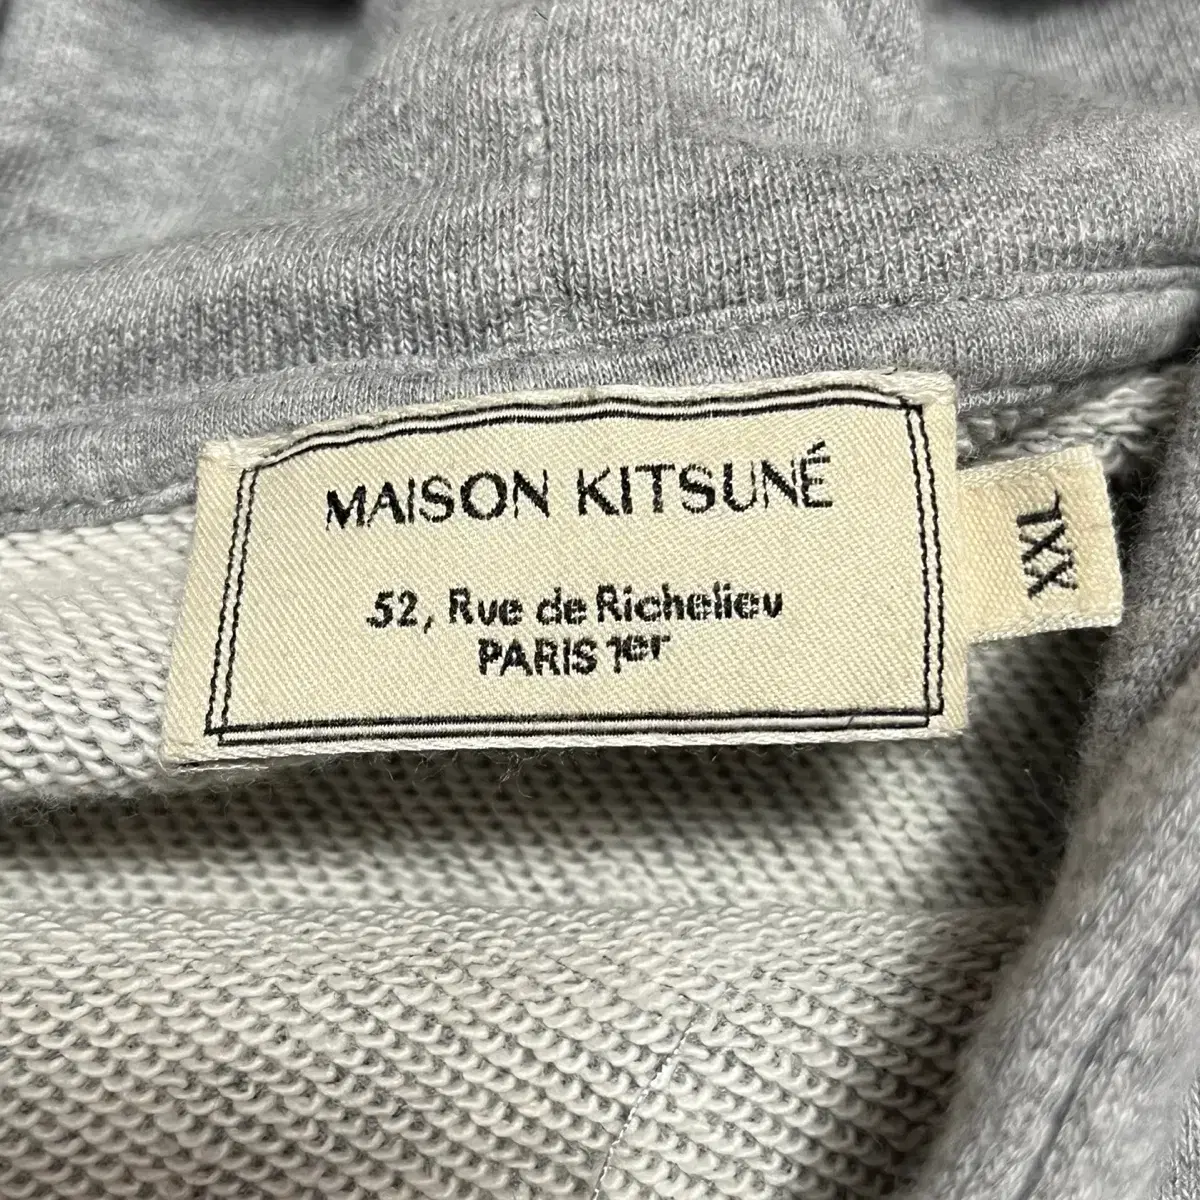 MAISON KITSUNÉ
52, Rue de Richelieu
PARIS 1er
XXL